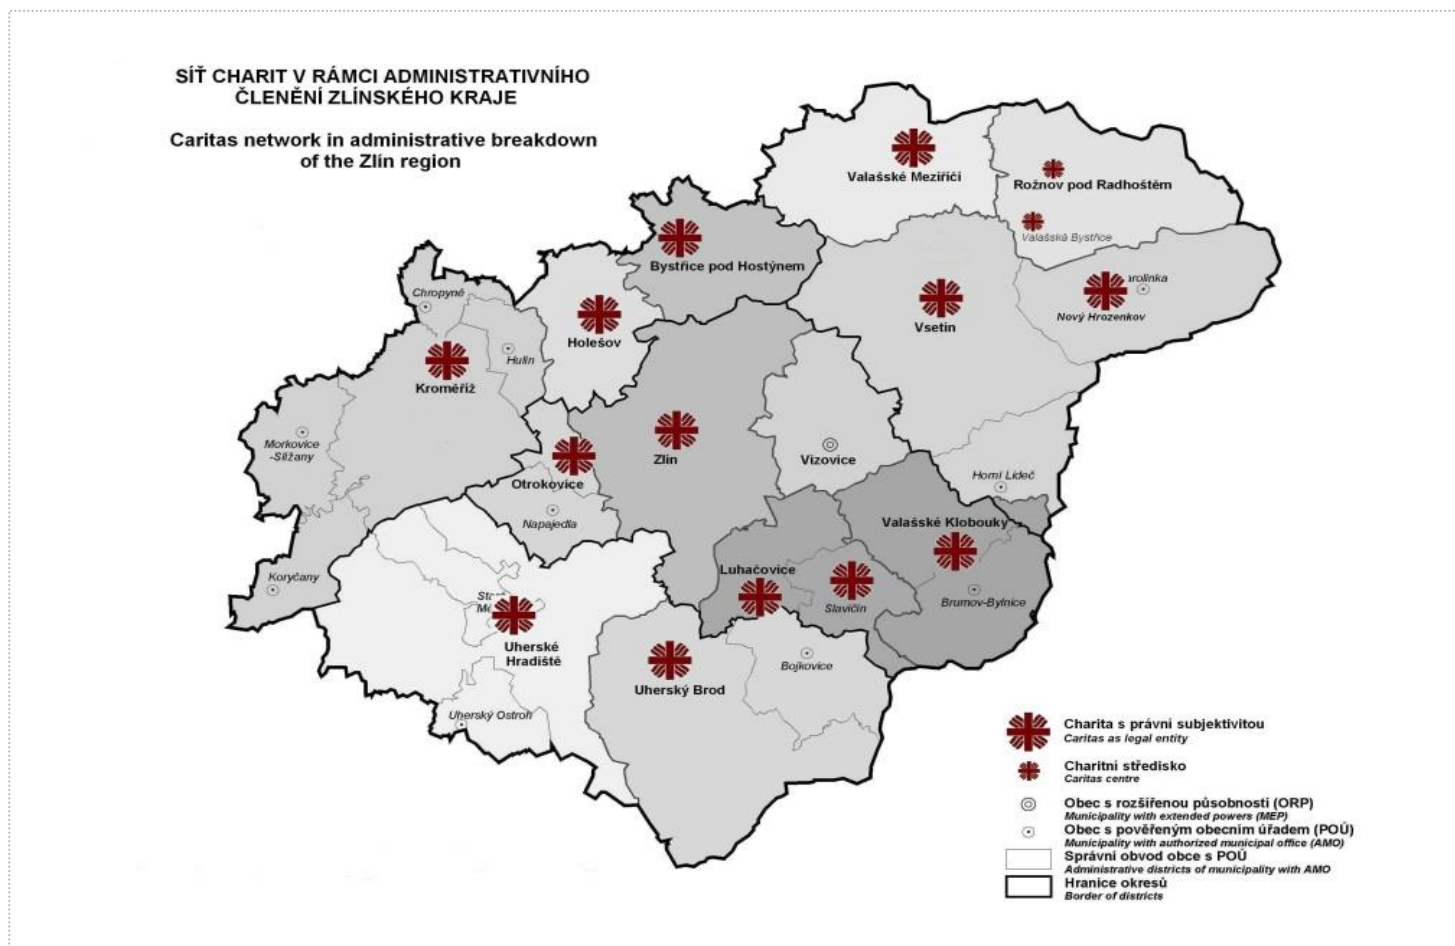 SÍŤ CHARIT V RÁMCI ADMINISTRATIVNÍHO
ČLENĚNÍ ZLÍNSKÉHO KRAJE
Caritas network in administrative breakdown
of the Zlín region
Valašské Meziříčí
Rožnov pod Radhoštěm
Valašská Bystřice
Bystřice pod Hostýnem
Chropyně
arolinka
Nový Hrozenkov
Vsetín
Holešov
Hulín
Kroměříž
Morkovice
-Slížany
Zlín
Vizovice
Otrokovice
Napajedla
Horní Lideč
Valašské Klobouky
Luhačovice
Slavičín
Brumov-Bylnice
Koryčany
Uherské
Hradiště
Bojkovice
Uherský Brod
Uherský Ostroh
Charita s právní subjektivitou
Caritas as legal entity
Charitní středisko
Caritas centre
Obec s rozšířenou působností (ORP)
Municipality with extended powers (MEP)
Obec s pověřeným obecním úřadem (POÚ)
Municipality with authorized municipal office (AMO)
Správní obvod obce s POÚ
Administrative districts of municipality with AMO
Hranice okresů
Border of districts